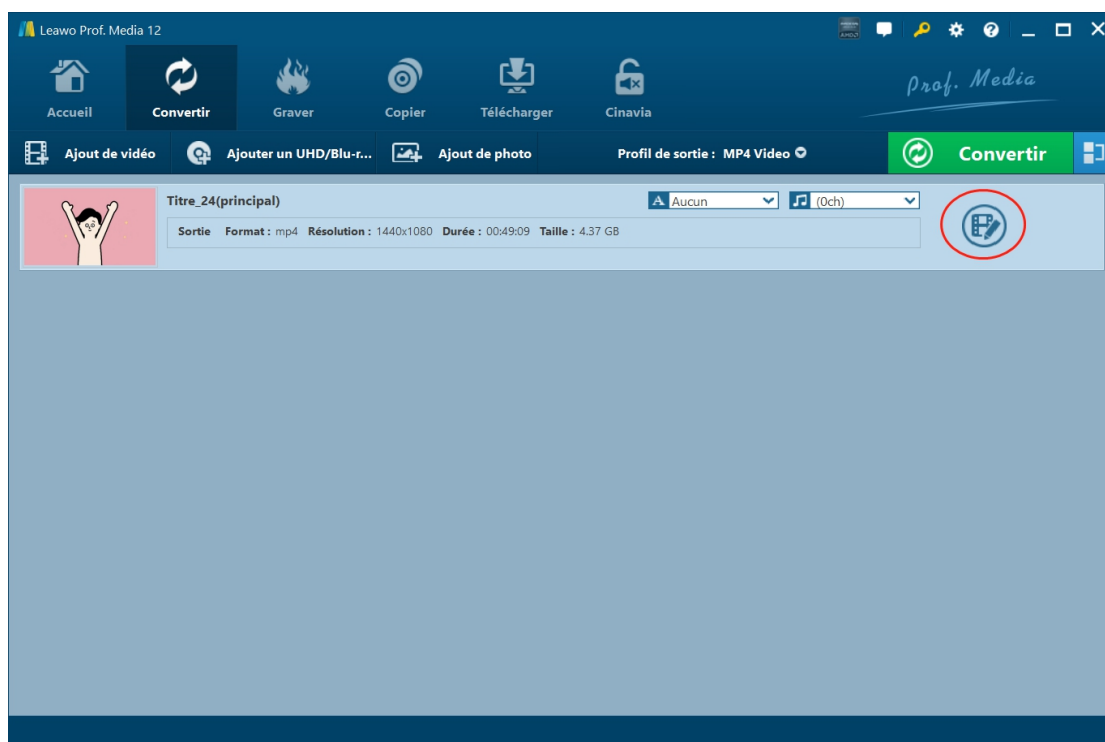 Leawo Prof. Media 12
Accueil Convertir Graver Copier Télécharger Cinavia
Prof. Media
Ajout de vidéo Ajouter un UHD/Blu-r... Ajout de photo Profil de sortie : MP4 Video Convertir
Titre_24(principal) A Aucun (0ch)
Sortie Format : mp4 Résolution : 1440x1080 Durée : 00:49:09 Taille : 4.37 GB